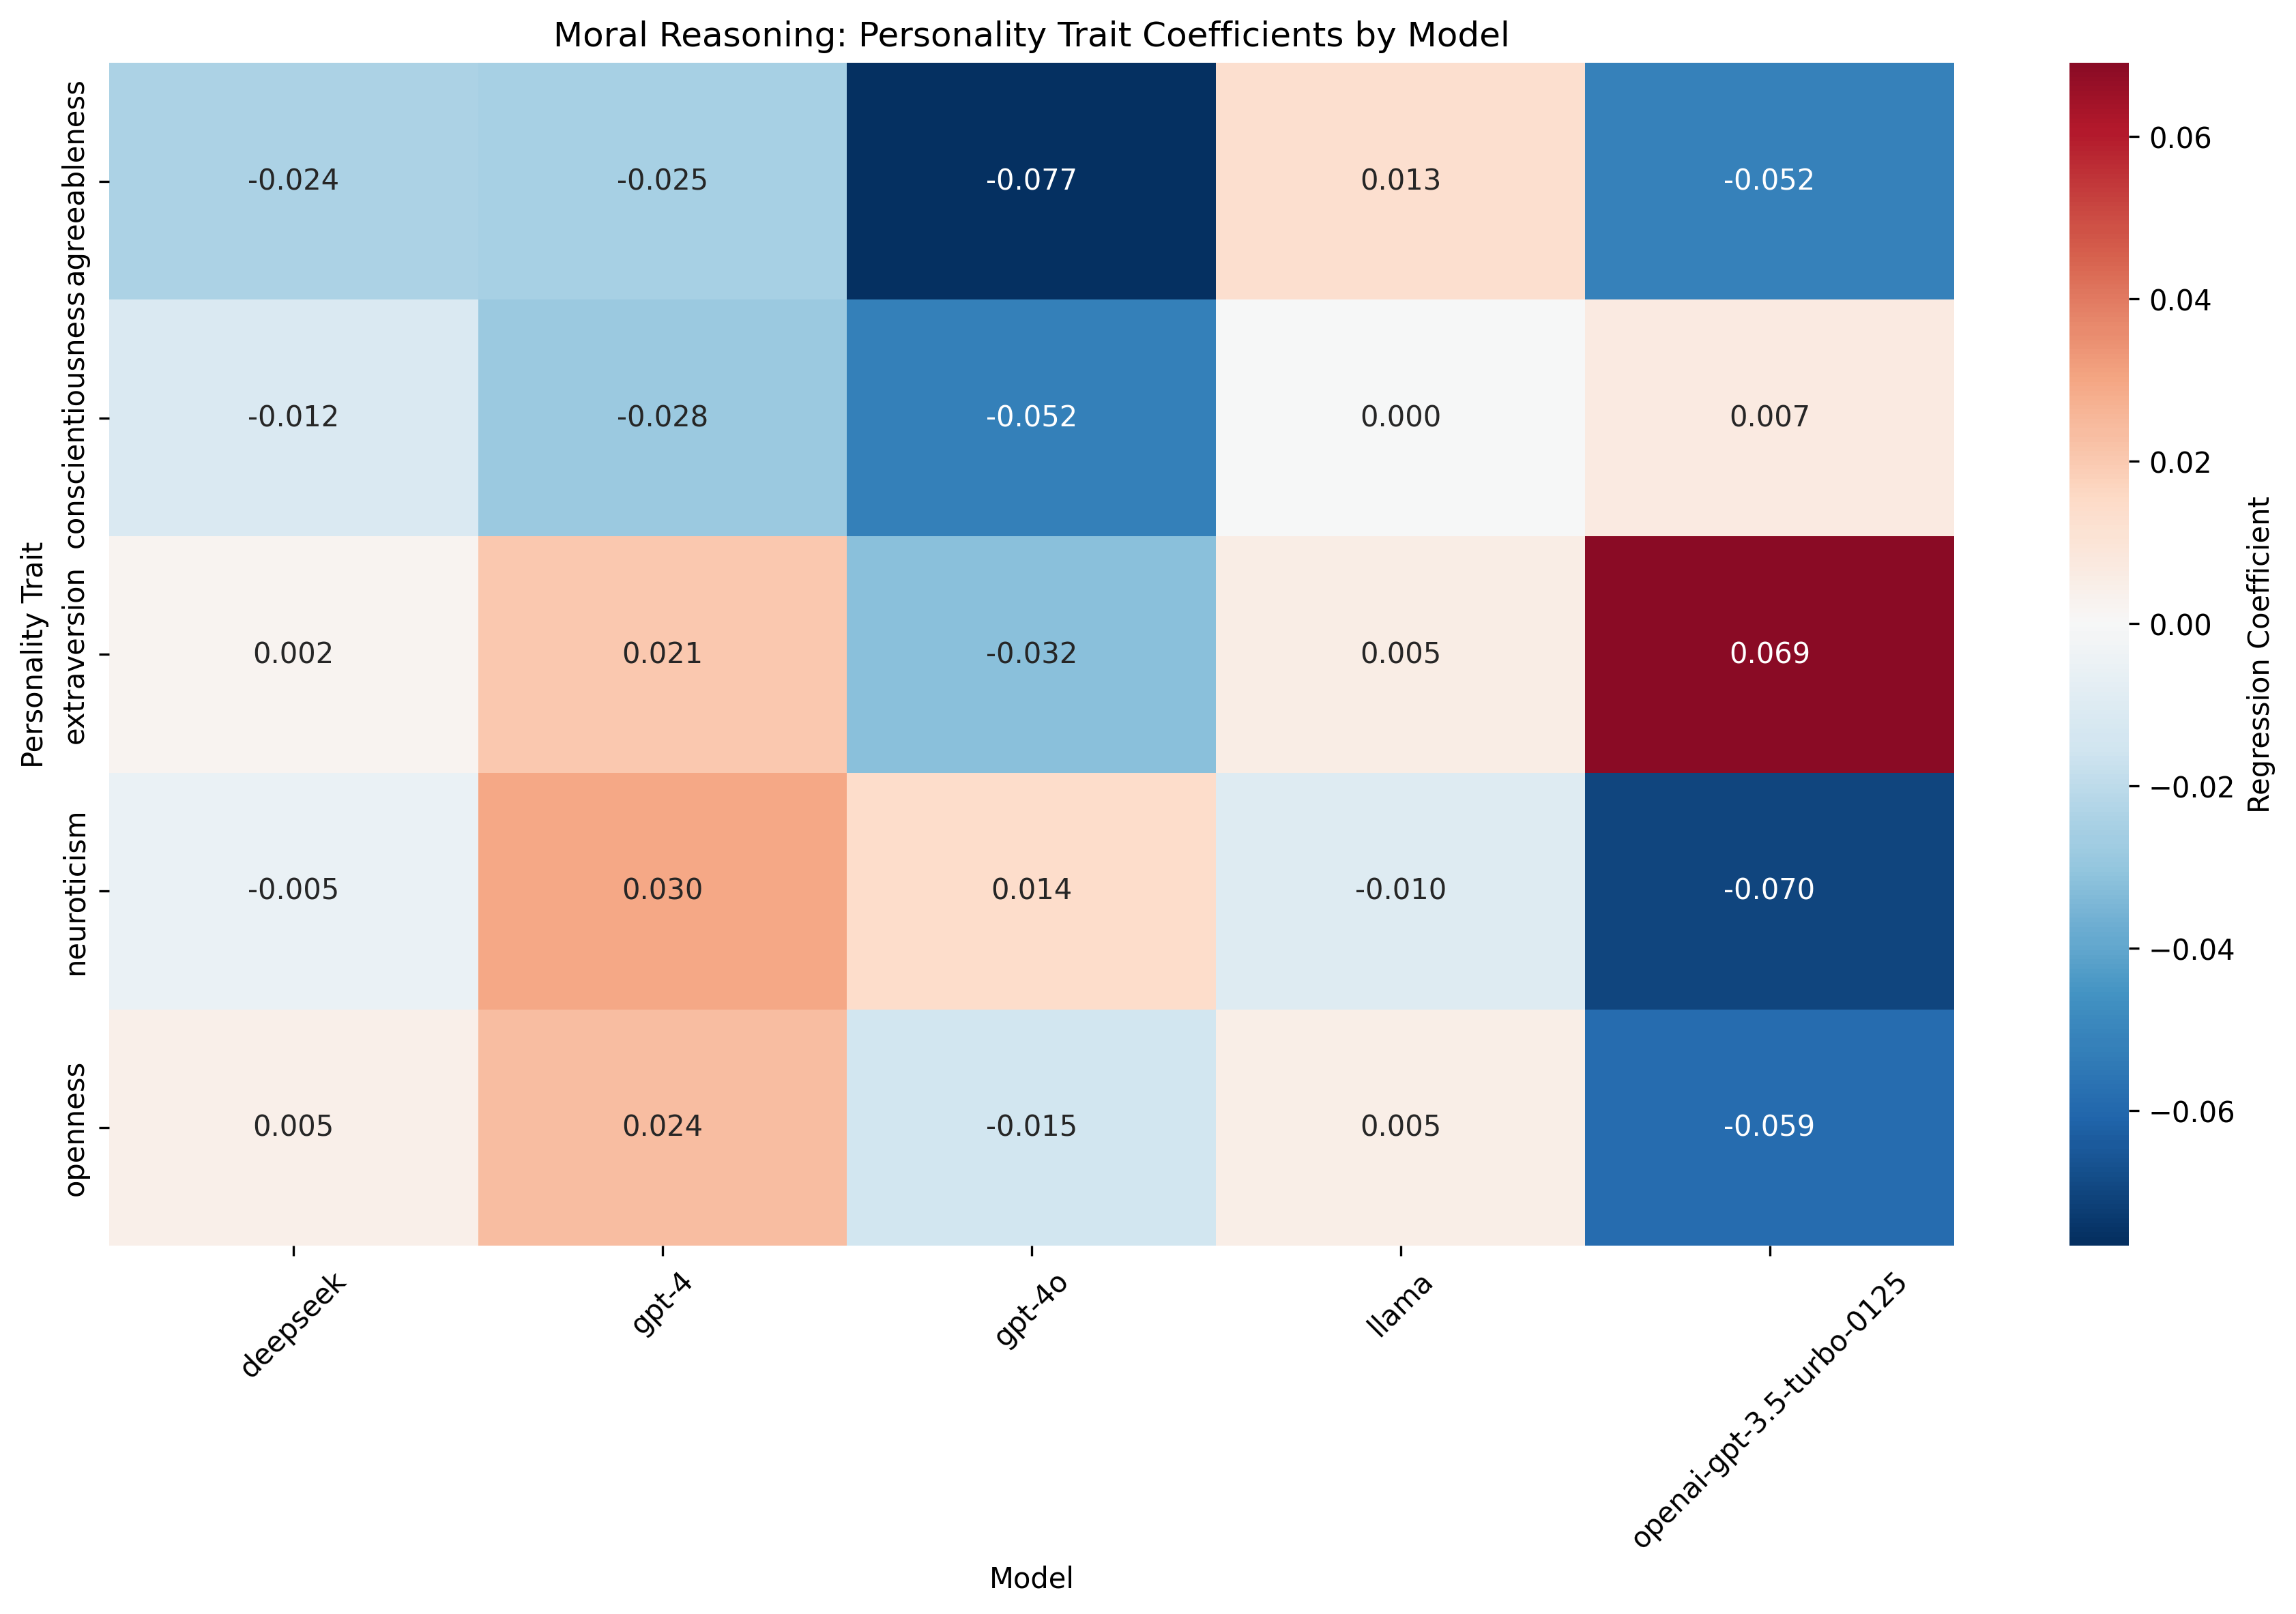 Moral Reasoning: Personality Trait Coefficients by Model
Personality Trait
agreeableness
-0.024 -0.025 -0.077 0.013 -0.052
conscientiousness
-0.012 -0.028 -0.052 0.000 0.007
extraversion
0.002 0.021 -0.032 0.005 0.069
neuroticism
-0.005 0.030 0.014 -0.010 -0.070
openness
0.005 0.024 -0.015 0.005 -0.059
deepseek
gpt-4
gpt-4o
llama
openai-gpt-3.5-turbo-0125
Model
0.06
0.04
0.02
0.00
−0.02
−0.04
−0.06
Regression Coefficient